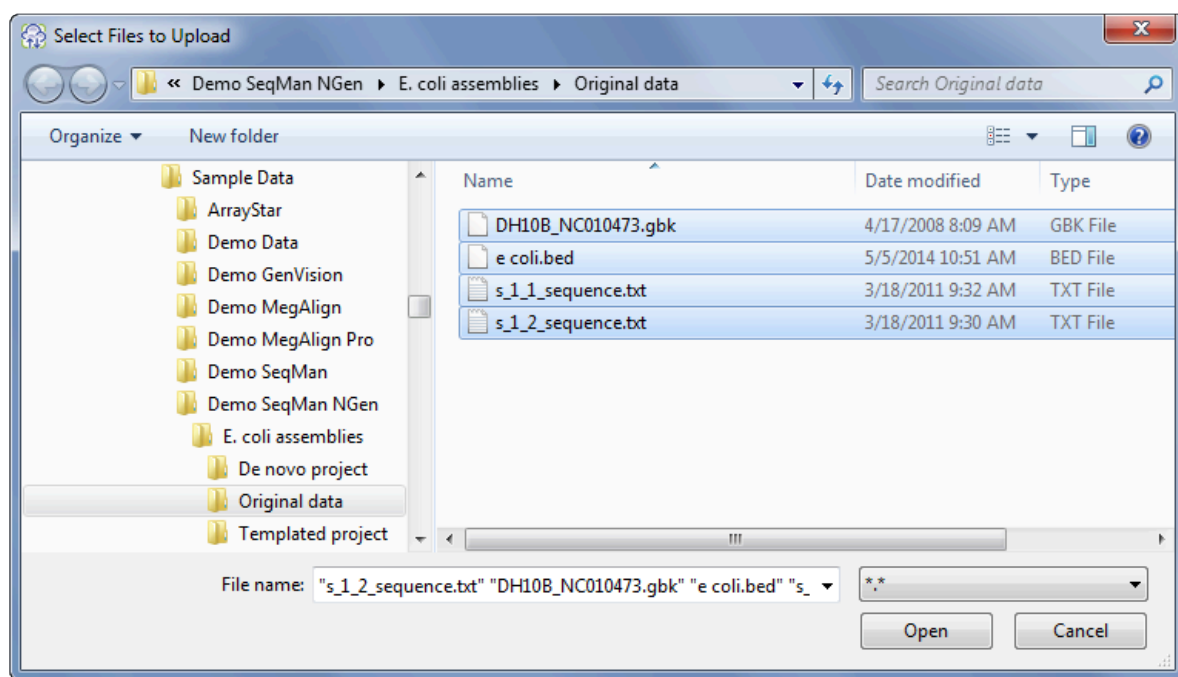 Select Files to Upload
« Demo SeqMan NGen E. coli assemblies Original data
Search Original data
Organize New folder
Sample Data
ArrayStar
Demo Data
Demo GenVision
Demo MegAlign
Demo MegAlign Pro
Demo SeqMan
Demo SeqMan NGen
E. coli assemblies
De novo project
Original data
Templated project
Name Date modified Type
DH10B_NC010473.gbk 4/17/2008 8:09 AM GBK File
e coli.bed 5/5/2014 10:51 AM BED File
s_1_1_sequence.txt 3/18/2011 9:32 AM TXT File
s_1_2_sequence.txt 3/18/2011 9:30 AM TXT File
File name: "s_1_2_sequence.txt" "DH10B_NC010473.gbk" "e coli.bed" "s_ *.*
Open Cancel